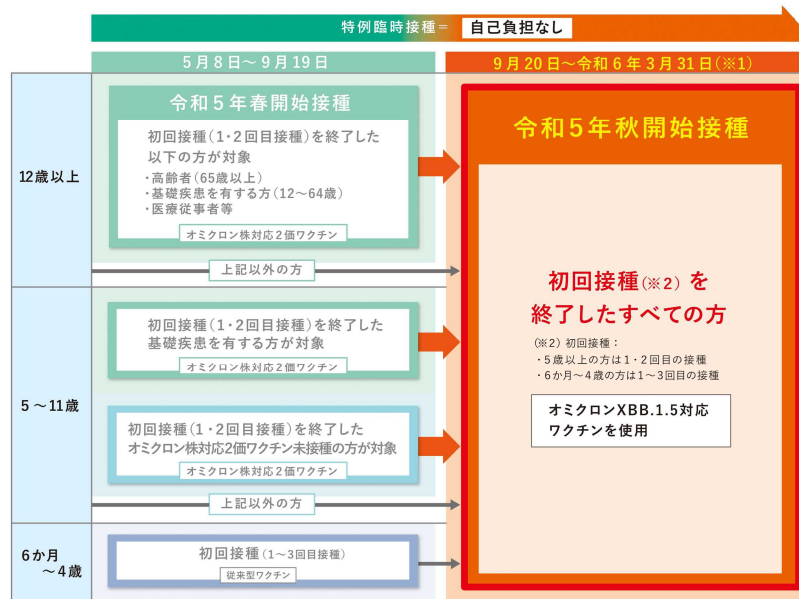 特例臨時接種＝ 自己負担なし
5月8日～9月19日
9月20日～令和6年3月31日(※1)
12歳以上
令和5年春開始接種
初回接種(1・2回目接種)を終了した
以下の方が対象
・高齢者(65歳以上)
・基礎疾患を有する方(12～64歳)
・医療従事者等
オミクロン株対応2価ワクチン
上記以外の方
5～11歳
初回接種(1・2回目接種)を終了した
基礎疾患を有する方が対象
オミクロン株対応2価ワクチン
初回接種(1・2回目接種)を終了した
オミクロン株対応2価ワクチン未接種の方が対象
オミクロン株対応2価ワクチン
上記以外の方
6か月
～4歳
初回接種(1～3回目接種)
従来型ワクチン
令和5年秋開始接種
初回接種(※2)を
終了したすべての方
(※2)初回接種：
・5歳以上の方は1・2回目の接種
・6か月～4歳の方は1～3回目の接種
オミクロンXBB.1.5対応
ワクチンを使用